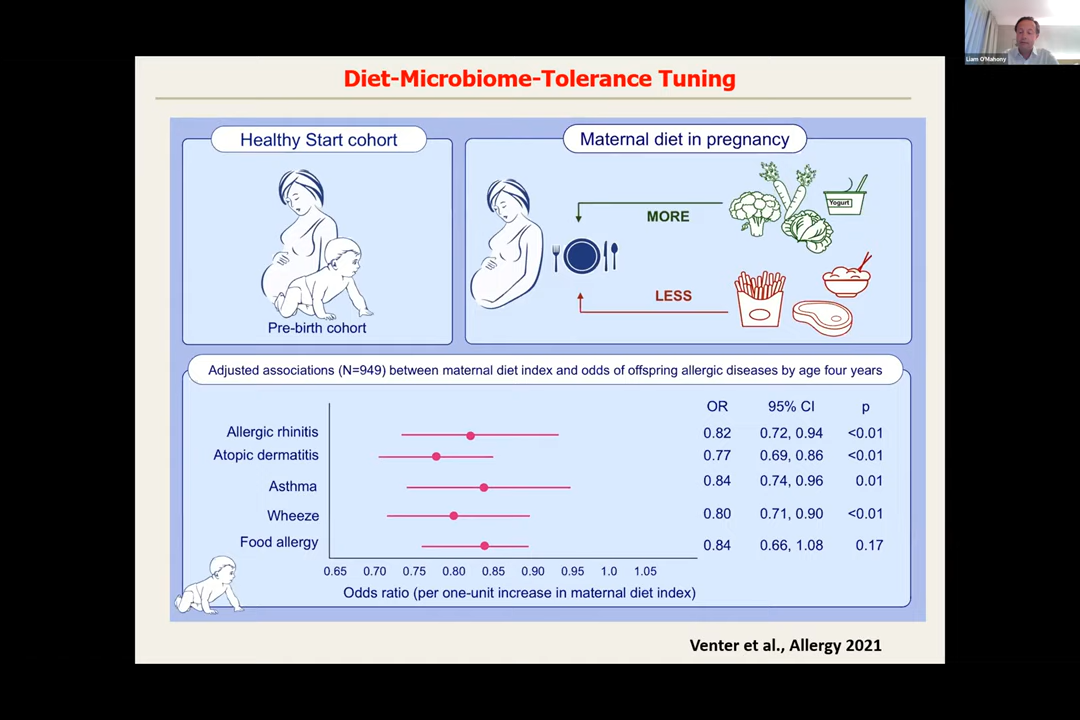 Liam O'Mahony
Diet-Microbiome-Tolerance Tuning
Healthy Start cohort
Pre-birth cohort
Maternal diet in pregnancy
MORE
Yogurt
LESS
Adjusted associations (N=949) between maternal diet index and odds of offspring allergic diseases by age four years
OR 95% CI p
Allergic rhinitis 0.82 0.72, 0.94 <0.01
Atopic dermatitis 0.77 0.69, 0.86 <0.01
Asthma 0.84 0.74, 0.96 0.01
Wheeze 0.80 0.71, 0.90 <0.01
Food allergy 0.84 0.66, 1.08 0.17
0.65 0.70 0.75 0.80 0.85 0.90 0.95 1.0 1.05
Odds ratio (per one-unit increase in maternal diet index)
Venter et al., Allergy 2021